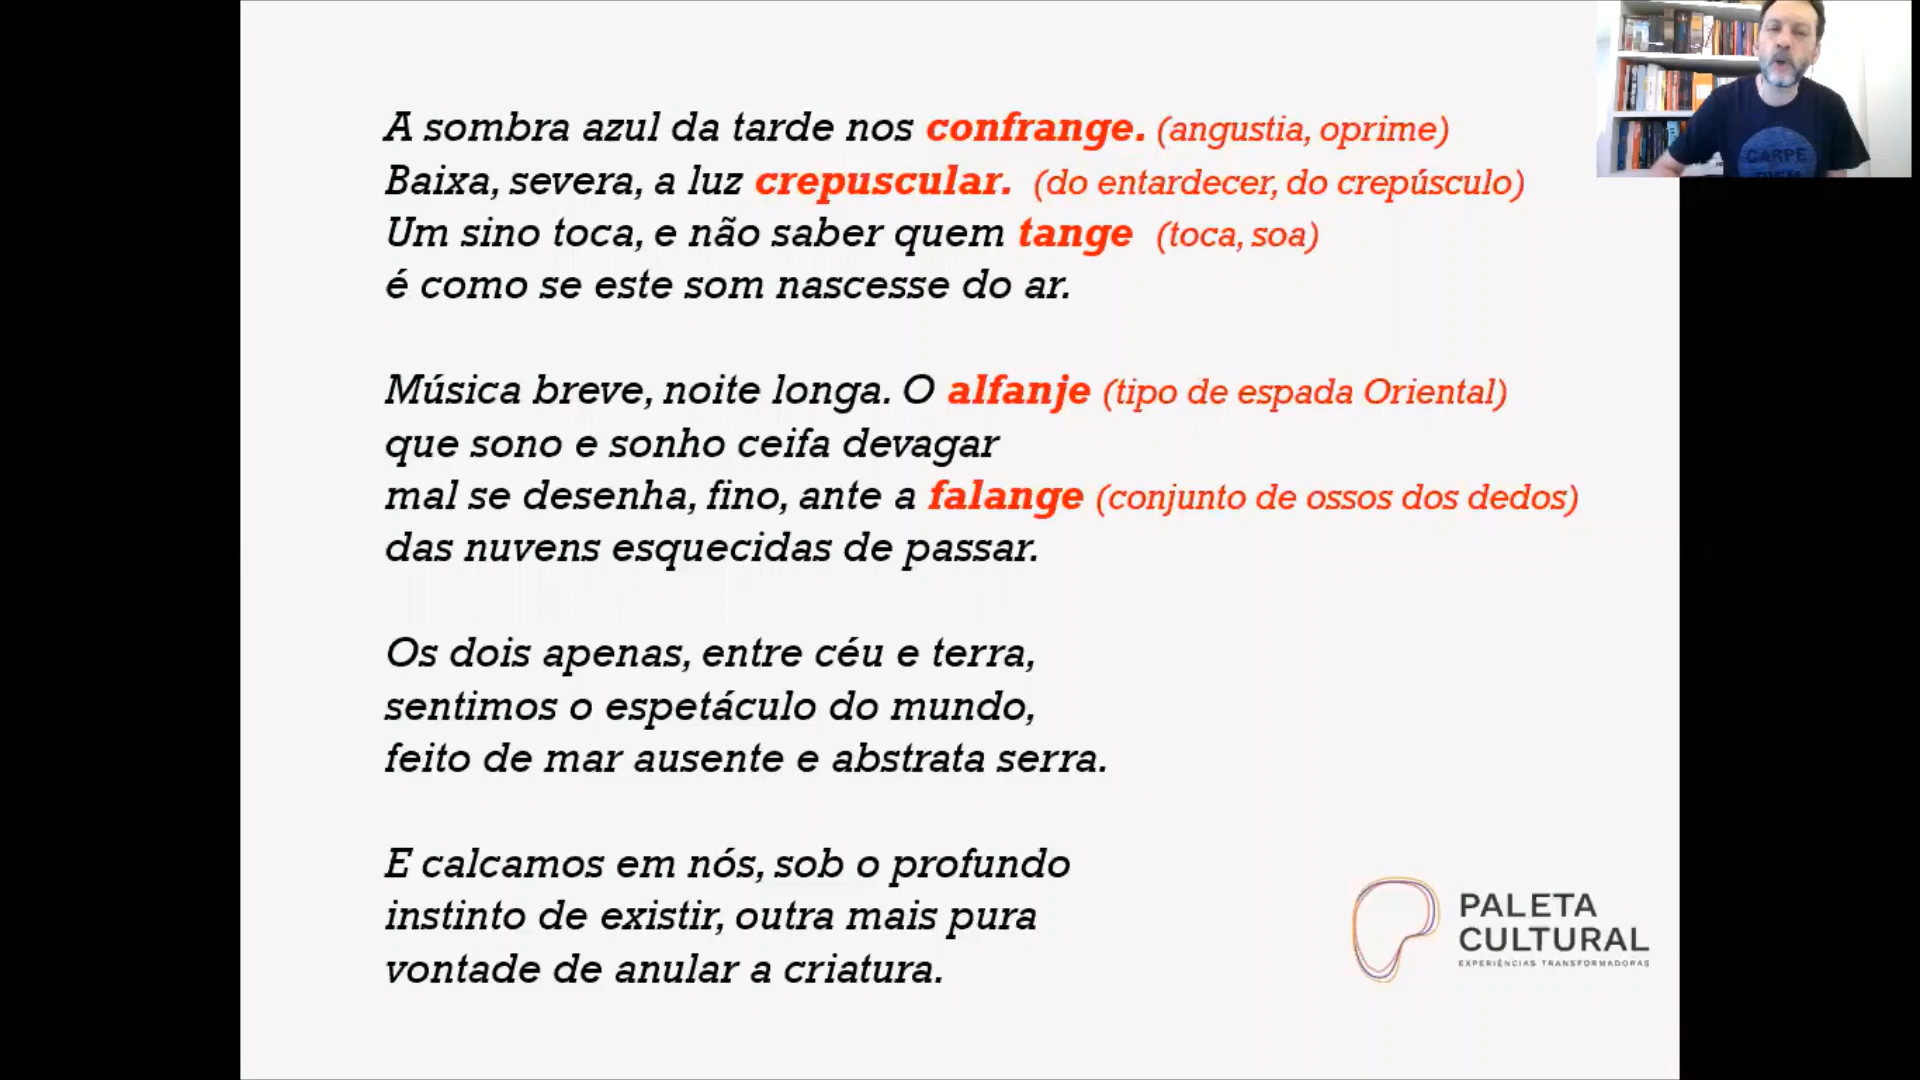 A sombra azul da tarde nos confrange. (angustia, oprime)
Baixa, severa, a luz crepuscular. (do entardecer, do crepúsculo)
Um sino toca, e não saber quem tange (toca, soa)
é como se este som nascesse do ar.
Música breve, noite longa. O alfanje (tipo de espada Oriental)
que sono e sonho ceifa devagar
mal se desenha, fino, ante a falange (conjunto de ossos dos dedos)
das nuvens esquecidas de passar.
Os dois apenas, entre céu e terra,
sentimos o espetáculo do mundo,
feito de mar ausente e abstrata serra.
E calcamos em nós, sob o profundo
instinto de existir, outra mais pura
vontade de anular a criatura.
PALETA
CULTURAL
EXPERIÊNCIAS TRANSFORMADORAS
CARPE